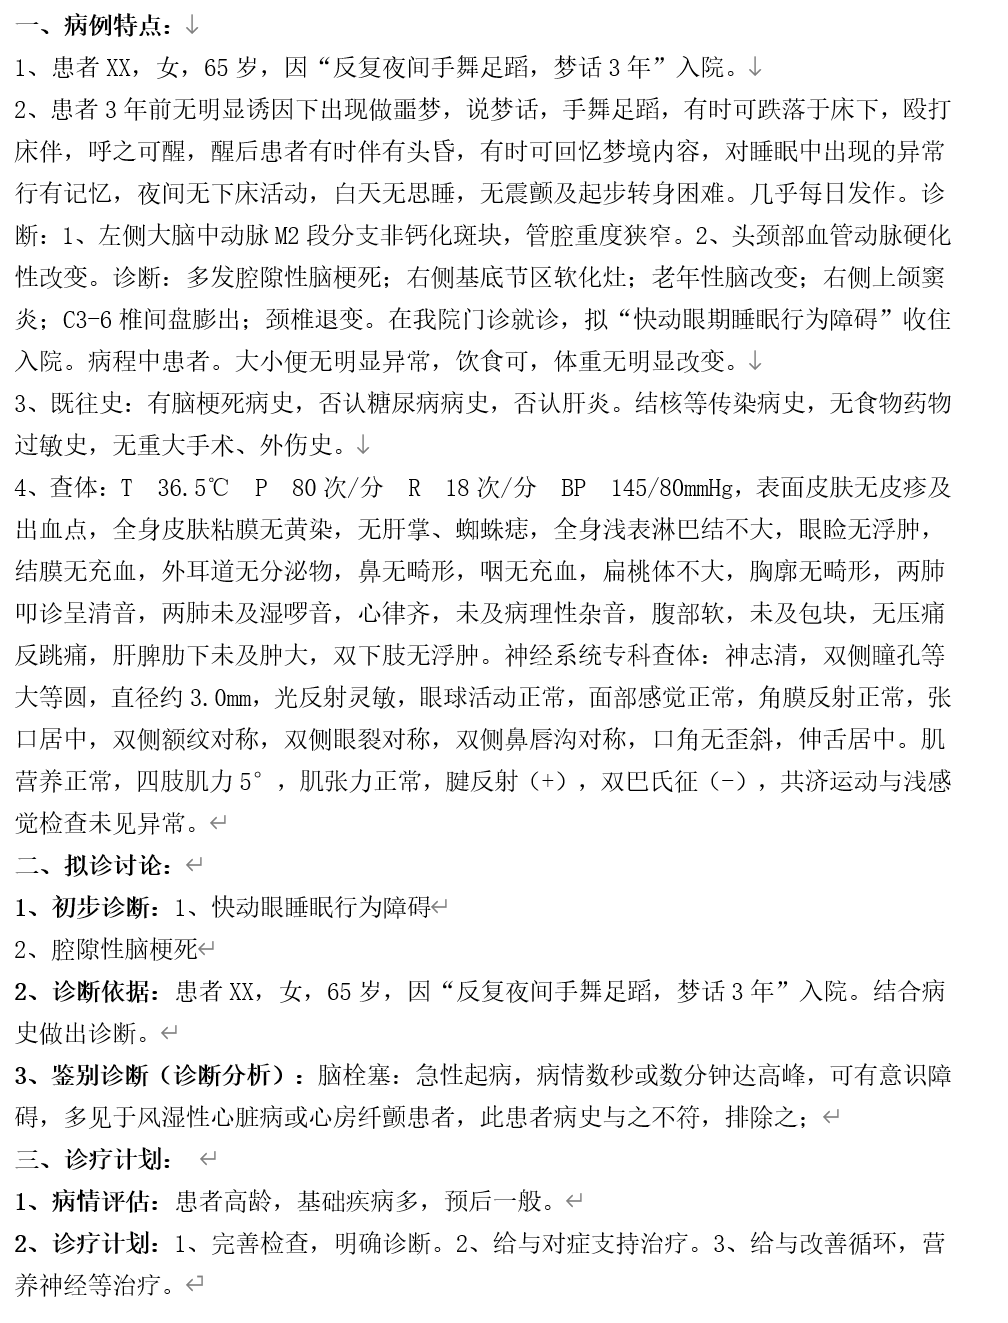 一、病例特点：↓
1、患者 XX，女，65 岁，因“反复夜间手舞足蹈，梦话 3 年”入院。↓
2、患者 3 年前无明显诱因下出现做噩梦，说梦话，手舞足蹈，有时可跌落于床下，殴打
床伴，呼之可醒，醒后患者有时伴有头昏，有时可回忆梦境内容，对睡眠中出现的异常
行有记忆，夜间无下床活动，白天无思睡，无震颤及起步转身困难。几乎每日发作。诊
断：1、左侧大脑中动脉 M2 段分支非钙化斑块，管腔重度狭窄。2、头颈部血管动脉硬化
性改变。诊断：多发腔隙性脑梗死；右侧基底节区软化灶；老年性脑改变；右侧上颌窦
炎；C3-6 椎间盘膨出；颈椎退变。在我院门诊就诊，拟“快动眼期睡眠行为障碍”收住
入院。病程中患者。大小便无明显异常，饮食可，体重无明显改变。↓
3、既往史：有脑梗死病史，否认糖尿病病史，否认肝炎。结核等传染病史，无食物药物
过敏史，无重大手术、外伤史。↓
4、查体：T 36.5℃ P 80 次/分 R 18 次/分 BP 145/80mmHg，表面皮肤无皮疹及
出血点，全身皮肤粘膜无黄染，无肝掌、蜘蛛痣，全身浅表淋巴结不大，眼睑无浮肿，
结膜无充血，外耳道无分泌物，鼻无畸形，咽无充血，扁桃体不大，胸廓无畸形，两肺
叩诊呈清音，两肺未及湿啰音，心律齐，未及病理性杂音，腹部软，未及包块，无压痛
反跳痛，肝脾肋下未及肿大，双下肢无浮肿。神经系统专科查体：神志清，双侧瞳孔等
大等圆，直径约 3.0mm，光反射灵敏，眼球活动正常，面部感觉正常，角膜反射正常，张
口居中，双侧额纹对称，双侧眼裂对称，双侧鼻唇沟对称，口角无歪斜，伸舌居中。肌
营养正常，四肢肌力 5°，肌张力正常，腱反射（+），双巴氏征（-），共济运动与浅感
觉检查未见异常。↵
二、拟诊讨论：↵
1、初步诊断：1、快动眼睡眠行为障碍↵
2、腔隙性脑梗死↵
2、诊断依据：患者 XX，女，65 岁，因“反复夜间手舞足蹈，梦话 3 年”入院。结合病
史做出诊断。↵
3、鉴别诊断（诊断分析）：脑栓塞：急性起病，病情数秒或数分钟达高峰，可有意识障
碍，多见于风湿性心脏病或心房纤颤患者，此患者病史与之不符，排除之；↵
三、诊疗计划： ↵
1、病情评估：患者高龄，基础疾病多，预后一般。↵
2、诊疗计划：1、完善检查，明确诊断。2、给与对症支持治疗。3、给与改善循环，营
养神经等治疗。↵